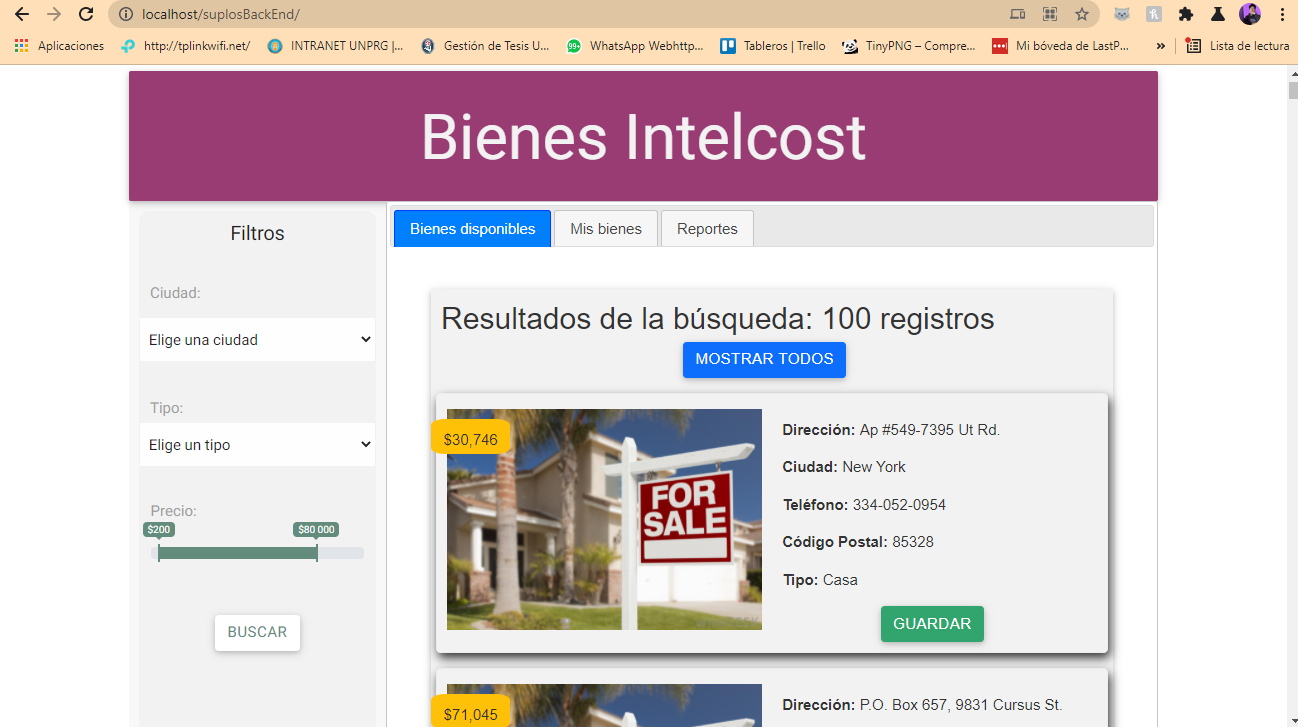 localhost/suplosBackEnd/
Aplicaciones
http://tplinkwifi.net/
INTRANET UNPRG |...
Gestión de Tesis U...
99+
WhatsApp Webhttp...
Tableros | Trello
TinyPNG – Compre...
Mi bóveda de LastP...
»
Lista de lectura
Bienes Intelcost
Filtros
Ciudad:
Elige una ciudad
Tipo:
Elige un tipo
Precio:
$200
$80 000
BUSCAR
Bienes disponibles
Mis bienes
Reportes
Resultados de la búsqueda: 100 registros
MOSTRAR TODOS
$30,746
FOR
SALE
Dirección: Ap #549-7395 Ut Rd.
Ciudad: New York
Teléfono: 334-052-0954
Código Postal: 85328
Tipo: Casa
GUARDAR
$71,045
Dirección: P.O. Box 657, 9831 Cursus St.